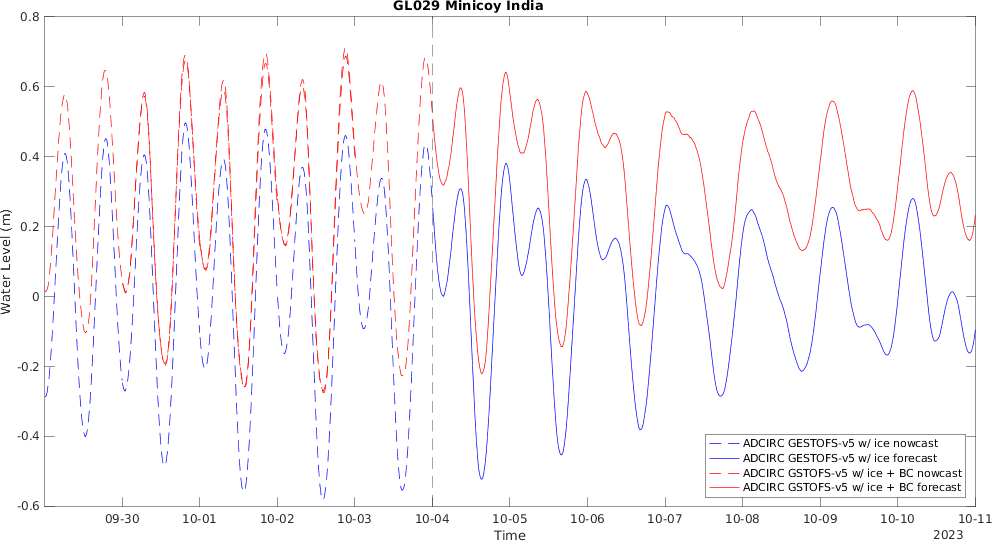 GL029 Minicoy India
Water Level (m)
0.8
0.6
0.4
0.2
0
-0.2
-0.4
-0.6
09-30 10-01 10-02 10-03 10-04 10-05 10-06 10-07 10-08 10-09 10-10 10-11
Time
2023
ADCIRC GESTOFS-v5 w/ ice nowcast
ADCIRC GESTOFS-v5 w/ ice forecast
ADCIRC GSTOFS-v5 w/ ice + BC nowcast
ADCIRC GSTOFS-v5 w/ ice + BC forecast